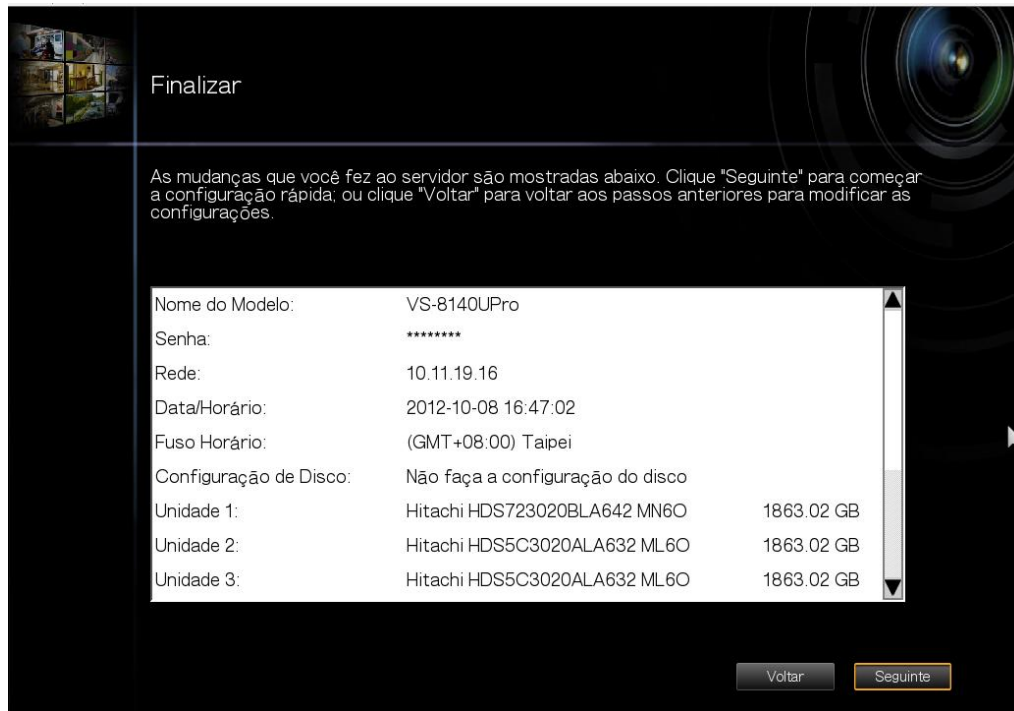 Finalizar
As mudanças que você fez ao servidor são mostradas abaixo. Clique "Seguinte" para começar
a configuração rápida; ou clique "Voltar" para voltar aos passos anteriores para modificar as
configurações.
Nome do Modelo: VS-8140UPro
Senha: ********
Rede: 10.11.19.16
Data/Horário: 2012-10-08 16:47:02
Fuso Horário: (GMT+08:00) Taipei
Configuração de Disco: Não faça a configuração do disco
Unidade 1: Hitachi HDS723020BLA642 MN6O 1863.02 GB
Unidade 2: Hitachi HDS5C3020ALA632 ML6O 1863.02 GB
Unidade 3: Hitachi HDS5C3020ALA632 ML6O 1863.02 GB
Voltar Seguinte